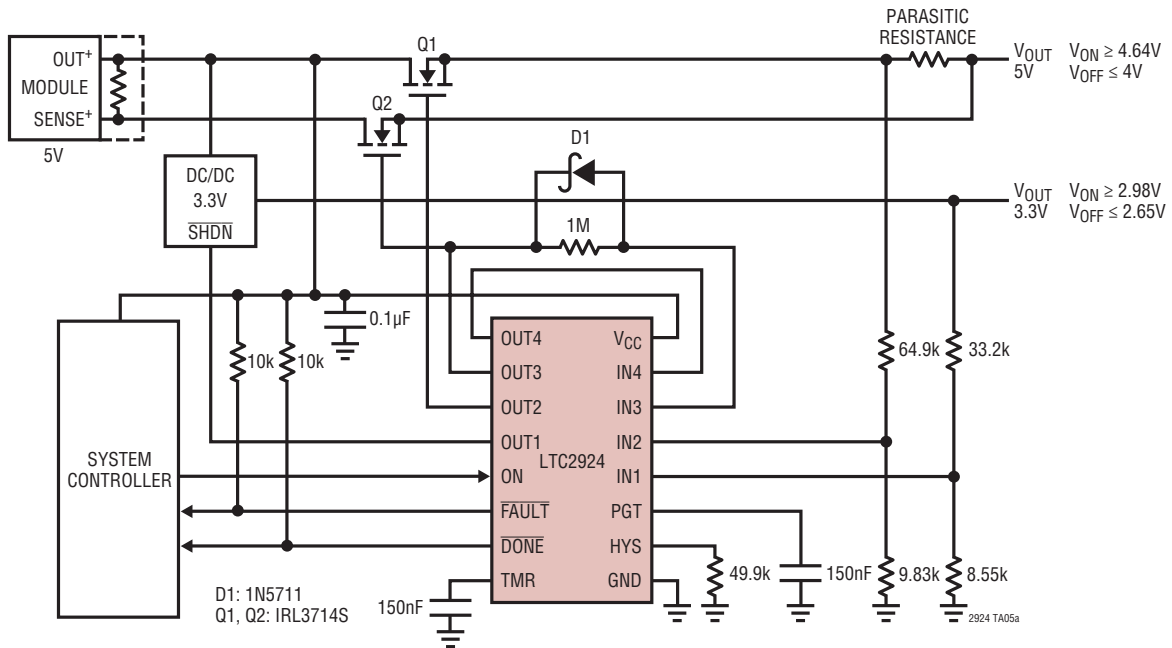 PARASITIC
RESISTANCE
Q1
OUT+
MODULE
SENSE+
5V
Q2
VOUT VON ≥ 4.64V
5V VOFF ≤ 4V
D1
DC/DC
3.3V
SHDN
1M
VOUT VON ≥ 2.98V
3.3V VOFF ≤ 2.65V
0.1µF
10k
10k
64.9k
33.2k
OUT4
VCC
OUT3
IN4
OUT2
IN3
OUT1
IN2
LTC2924
ON
IN1
FAULT
PGT
DONE
HYS
TMR
GND
SYSTEM
CONTROLLER
49.9k
150nF
9.83k
8.55k
D1: 1N5711
Q1, Q2: IRL3714S
150nF
2924 TA05a